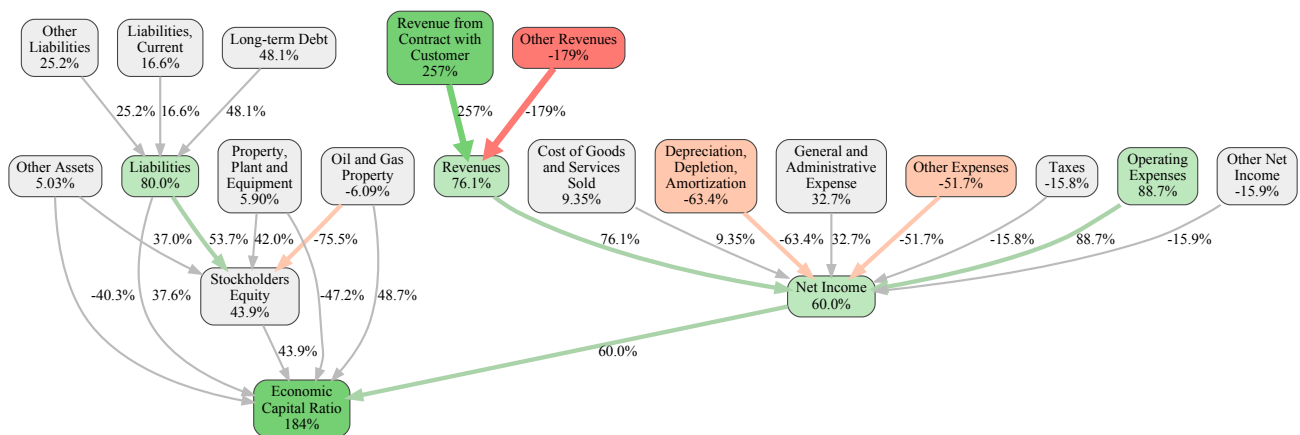 Other
Liabilities
25.2%
Liabilities,
Current
16.6%
Long-term Debt
48.1%
Revenue from
Contract with
Customer
257%
Other Revenues
-179%
25.2%
16.6%
48.1%
257%
-179%
Other Assets
5.03%
Liabilities
80.0%
Property,
Plant and
Equipment
5.90%
Oil and Gas
Property
-6.09%
Revenues
76.1%
Cost of Goods
and Services
Sold
9.35%
Depreciation,
Depletion,
Amortization
-63.4%
General and
Administrative
Expense
32.7%
Other Expenses
-51.7%
Taxes
-15.8%
Operating
Expenses
88.7%
Other Net
Income
-15.9%
37.0%
53.7%
42.0%
-75.5%
76.1%
9.35%
-63.4%
32.7%
-51.7%
-15.8%
88.7%
-15.9%
-40.3%
37.6%
Stockholders
Equity
43.9%
-47.2%
48.7%
Net Income
60.0%
43.9%
60.0%
Economic
Capital Ratio
184%